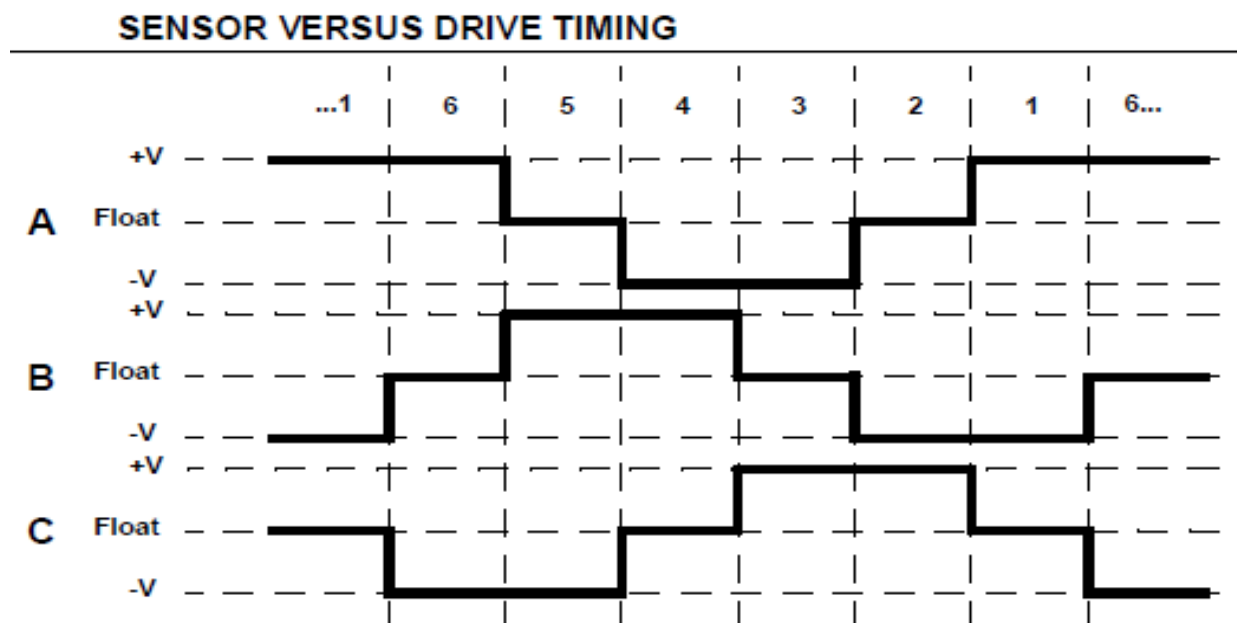 SENSOR VERSUS DRIVE TIMING
...1 6 5 4 3 2 1 6...
+V
A Float
-V
+V
B Float
-V
+V
C Float
-V